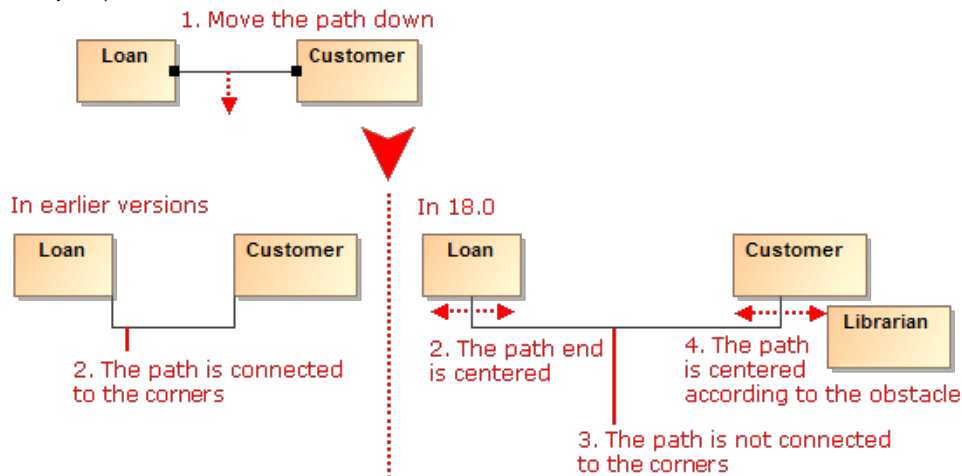 1. Move the path down
Loan
Customer
In earlier versions
In 18.0
Loan
Customer
Loan
Customer
Librarian
2. The path is connected
to the corners
2. The path end
is centered
4. The path
is centered
according to the obstacle
3. The path is not connected
to the corners